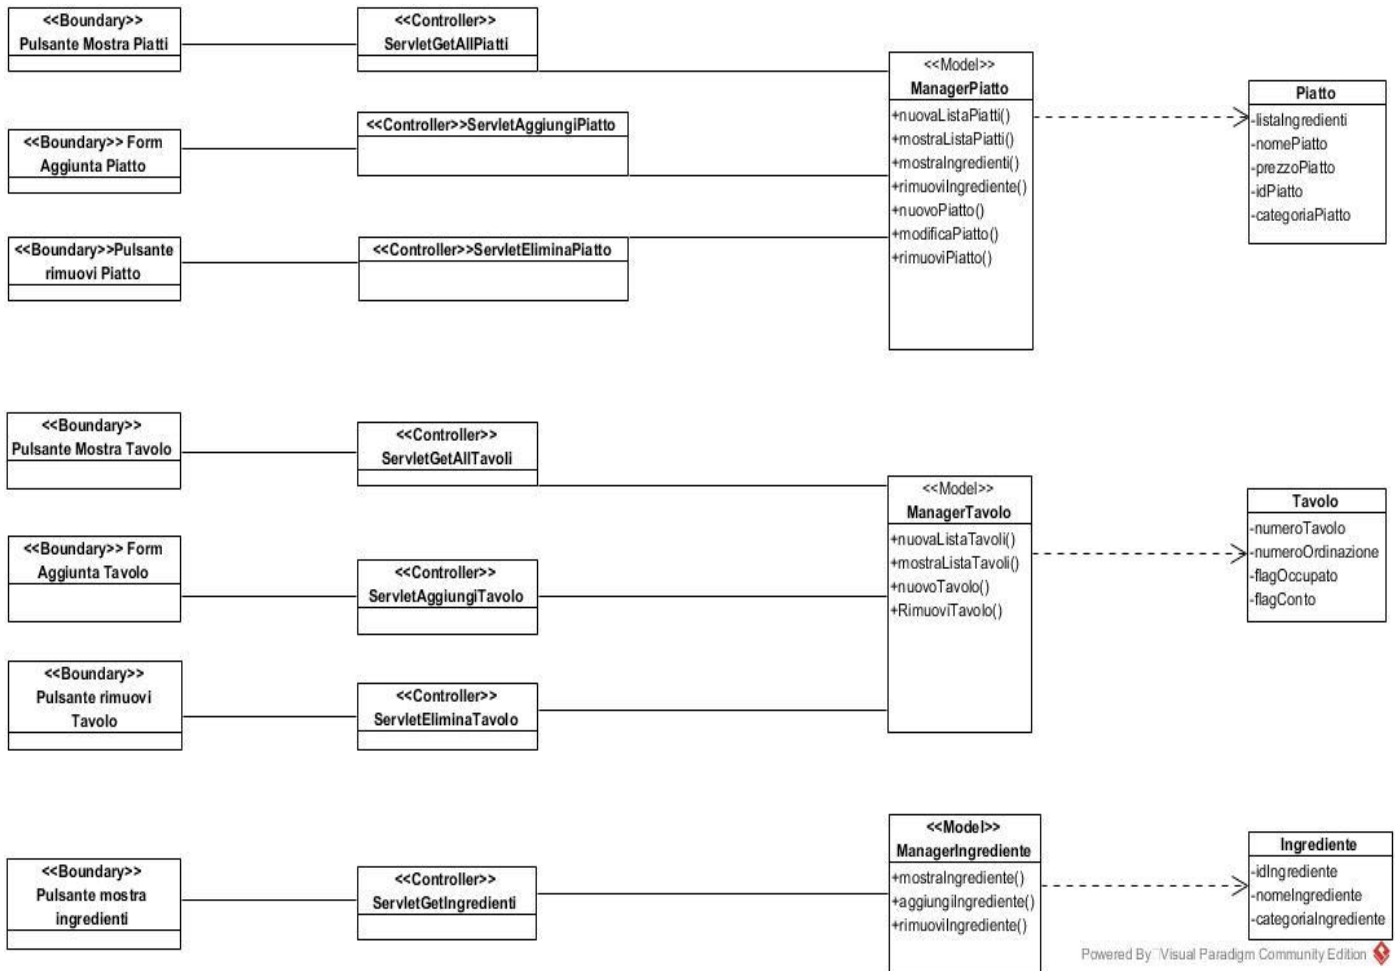 <<Boundary>>
Pulsante Mostra Piatti
<<Controller>>
ServletGetAllPiatti
<<Model>>
ManagerPiatto
+nuovaListaPiatti()
+mostraListaPiatti()
+mostraIngredienti()
+rimuoviIngrediente()
+nuovoPiatto()
+modificaPiatto()
+rimuoviPiatto()
Piatto
-listaIngredienti
-nomePiatto
-prezzoPiatto
-idPiatto
-categoriaPiatto
<<Boundary>> Form
Aggiunta Piatto
<<Controller>>ServletAggiungiPiatto
<<Boundary>>Pulsante
rimuovi Piatto
<<Controller>>ServletEliminaPiatto
<<Boundary>>
Pulsante Mostra Tavolo
<<Controller>>
ServletGetAllTavoli
<<Model>>
ManagerTavolo
+nuovaListaTavoli()
+mostraListaTavoli()
+nuovoTavolo()
+RimuoviTavolo()
Tavolo
-numeroTavolo
-numeroOrdinazione
-flagOccupato
-flagConto
<<Boundary>> Form
Aggiunta Tavolo
<<Controller>>
ServletAggiungiTavolo
<<Boundary>>
Pulsante rimuovi
Tavolo
<<Controller>>
ServletEliminaTavolo
<<Boundary>>
Pulsante mostra
ingredienti
<<Controller>>
ServletGetIngredienti
<<Model>>
ManagerIngrediente
+mostraIngrediente()
+aggiungiIngrediente()
+rimuoviIngrediente()
Ingrediente
-idIngrediente
-nomeIngrediente
-categoriaIngrediente
Powered By Visual Paradigm Community Edition